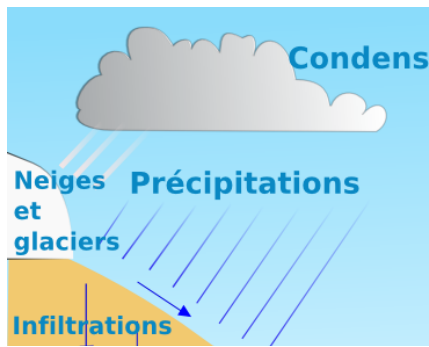 Condens
Neiges
et
glaciers
Précipitations
Infiltrations